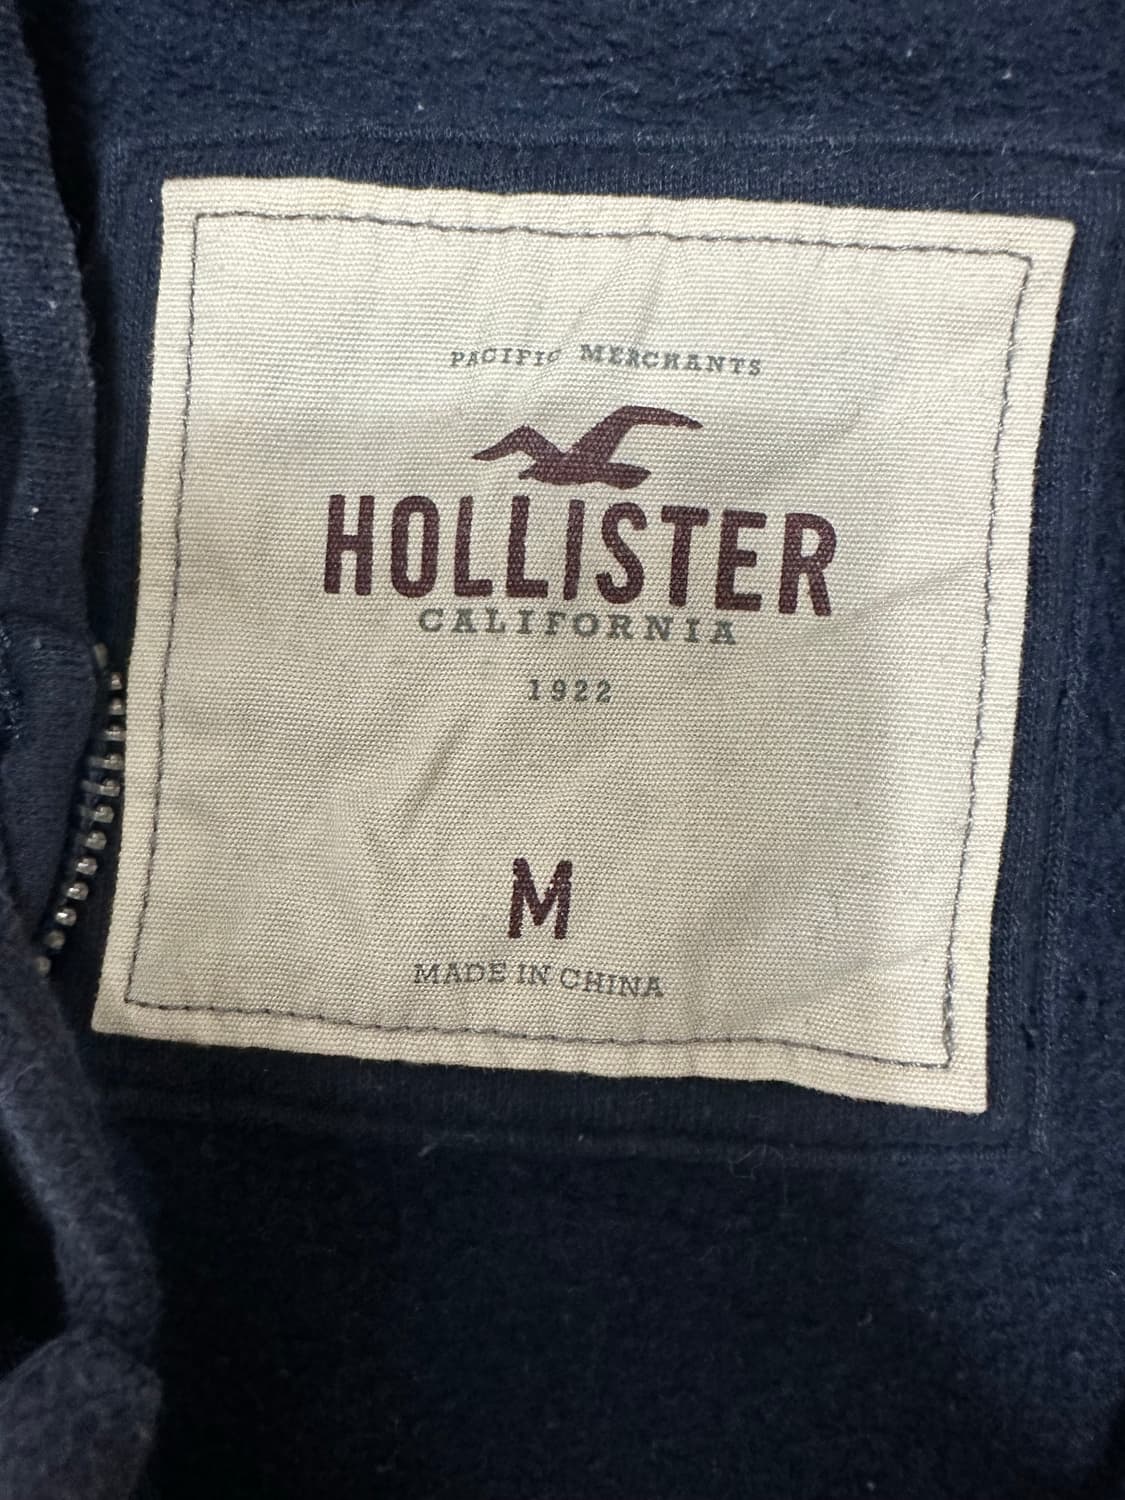 PACIFIC MERCHANTS
HOLLISTER
CALIFORNIA
1922
M
MADE IN CHINA